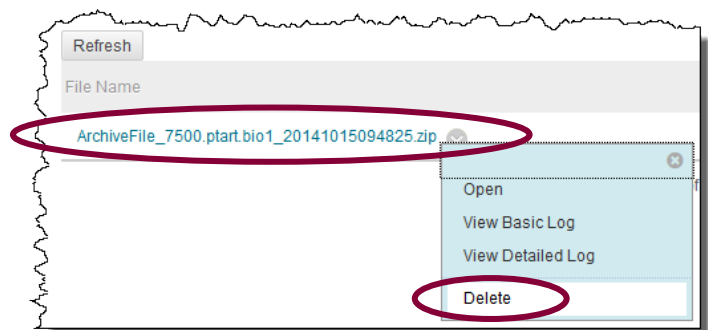 Refresh
File Name
ArchiveFile_7500.ptart.bio1_20141015094825.zip
f
Open
View Basic Log
View Detailed Log
Delete